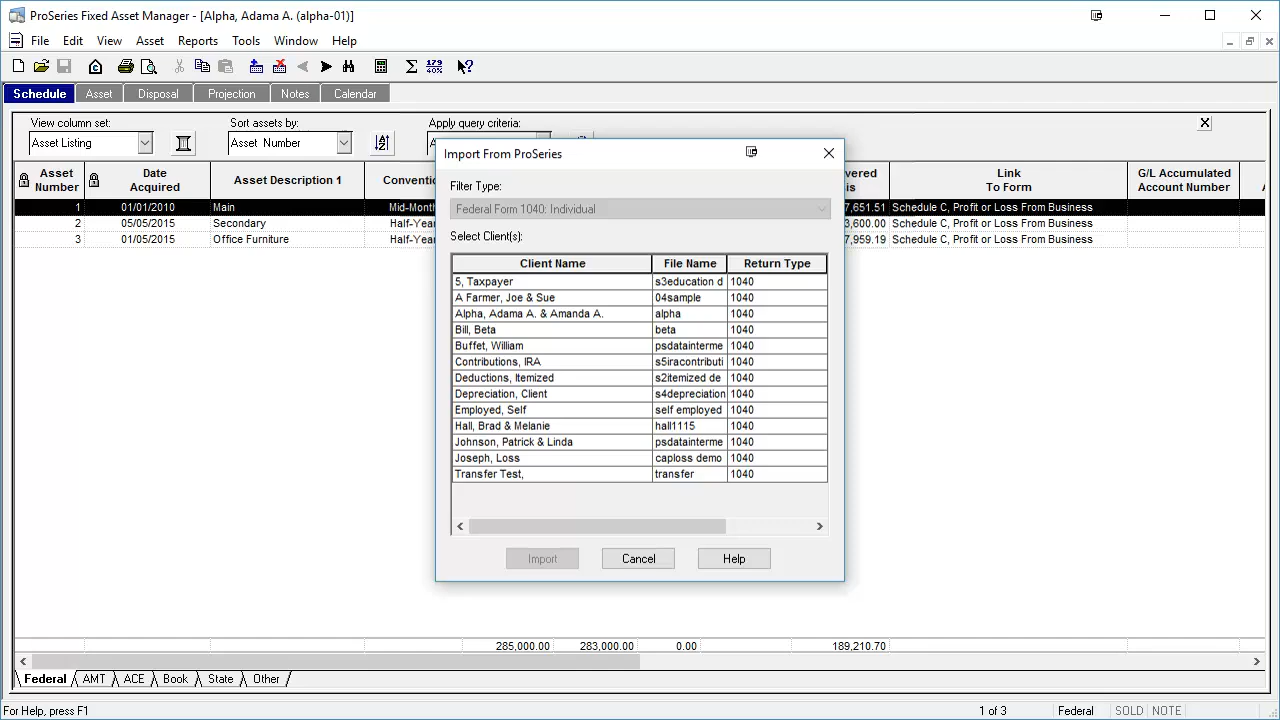 ProSeries Fixed Asset Manager - [Alpha, Adama A. (alpha-01)]
File Edit View Asset Reports Tools Window Help
Schedule Asset Disposal Projection Notes Calendar
View column set: Sort assets by: Apply query criteria:
Asset Listing Asset Number
Import From ProSeries
Asset Number Date Acquired Asset Description 1 Link To Form G/L Accumulated Account Number
1 01/01/2010 Main Mid-Month 7,651.51 Schedule C, Profit or Loss From Business
2 05/05/2015 Secondary Half-Year 3,600.00 Schedule C, Profit or Loss From Business
3 01/05/2015 Office Furniture Half-Year 7,959.19 Schedule C, Profit or Loss From Business
Filter Type:
Federal Form 1040: Individual
Select Client(s):
Client Name File Name Return Type
5, Taxpayer s3education d 1040
A Farmer, Joe & Sue 04sample 1040
Alpha, Adama A. & Amanda A. alpha 1040
Bill, Beta beta 1040
Buffet, William psdatainterme 1040
Contributions, IRA s5iracontributi 1040
Deductions, Itemized s2itemized de 1040
Depreciation, Client s4depreciation 1040
Employed, Self self employed 1040
Hall, Brad & Melanie hall1115 1040
Johnson, Patrick & Linda psdatainterme 1040
Joseph, Loss caploss demo 1040
Transfer Test, transfer 1040
Import Cancel Help
285,000.00 283,000.00 0.00 189,210.70
Federal AMT ACE Book State Other
For Help, press F1 1 of 3 Federal SOLD NOTE